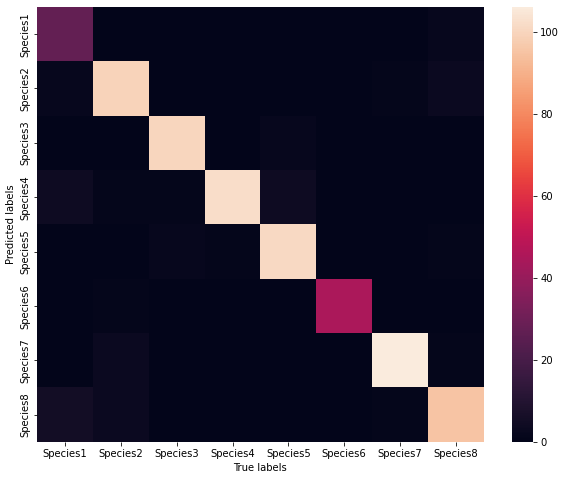 Predicted labels
Species1
Species2
Species3
Species4
Species5
Species6
Species7
Species8
Species1 Species2 Species3 Species4 Species5 Species6 Species7 Species8
True labels
100
80
60
40
20
0